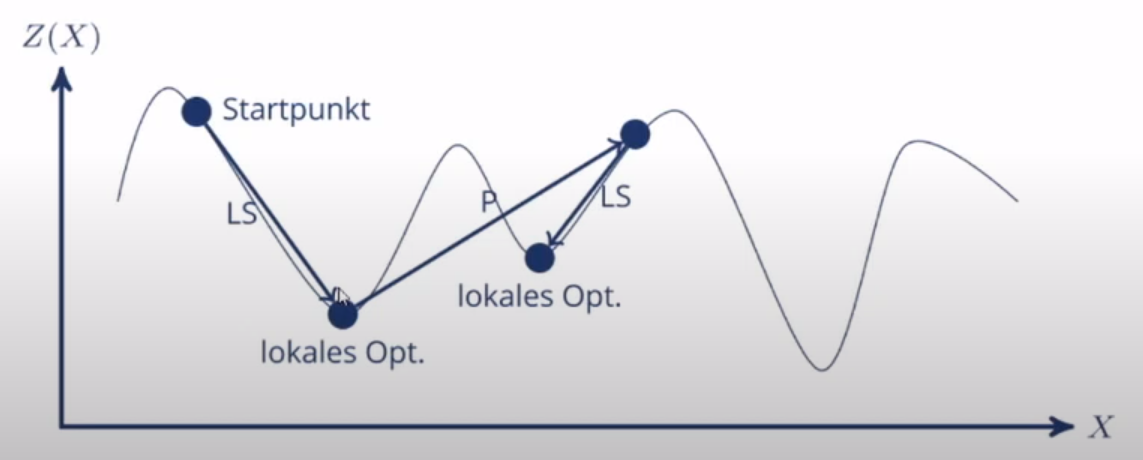 Z(X)
Startpunkt
LS
P
LS
lokales Opt.
lokales Opt.
X